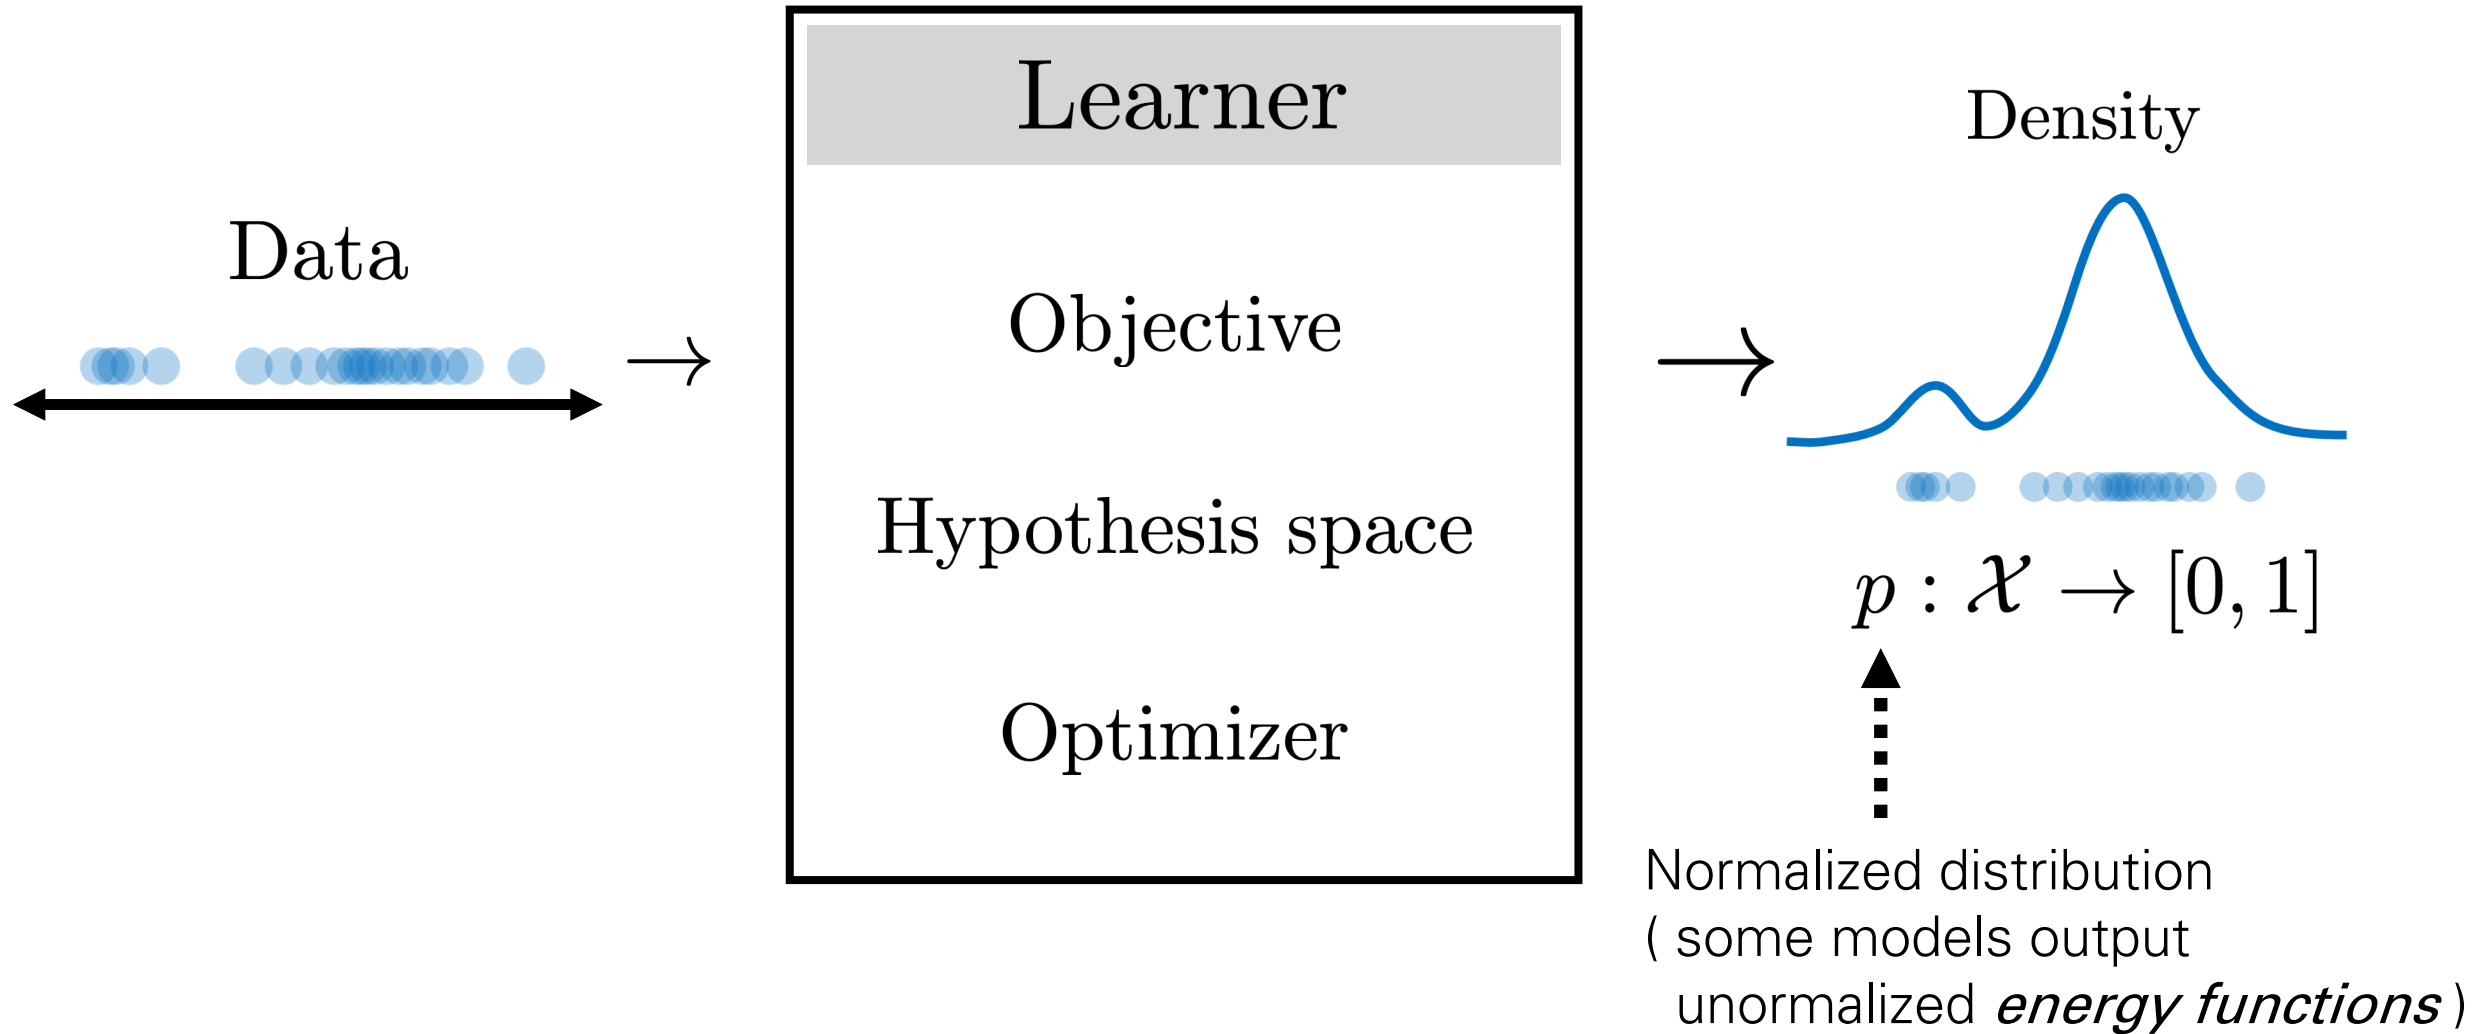 Data
→
Learner
Objective
Hypothesis space
Optimizer
→
Density
p : 𝒳 → [0, 1]
Normalized distribution
( some models output
unormalized energy functions )